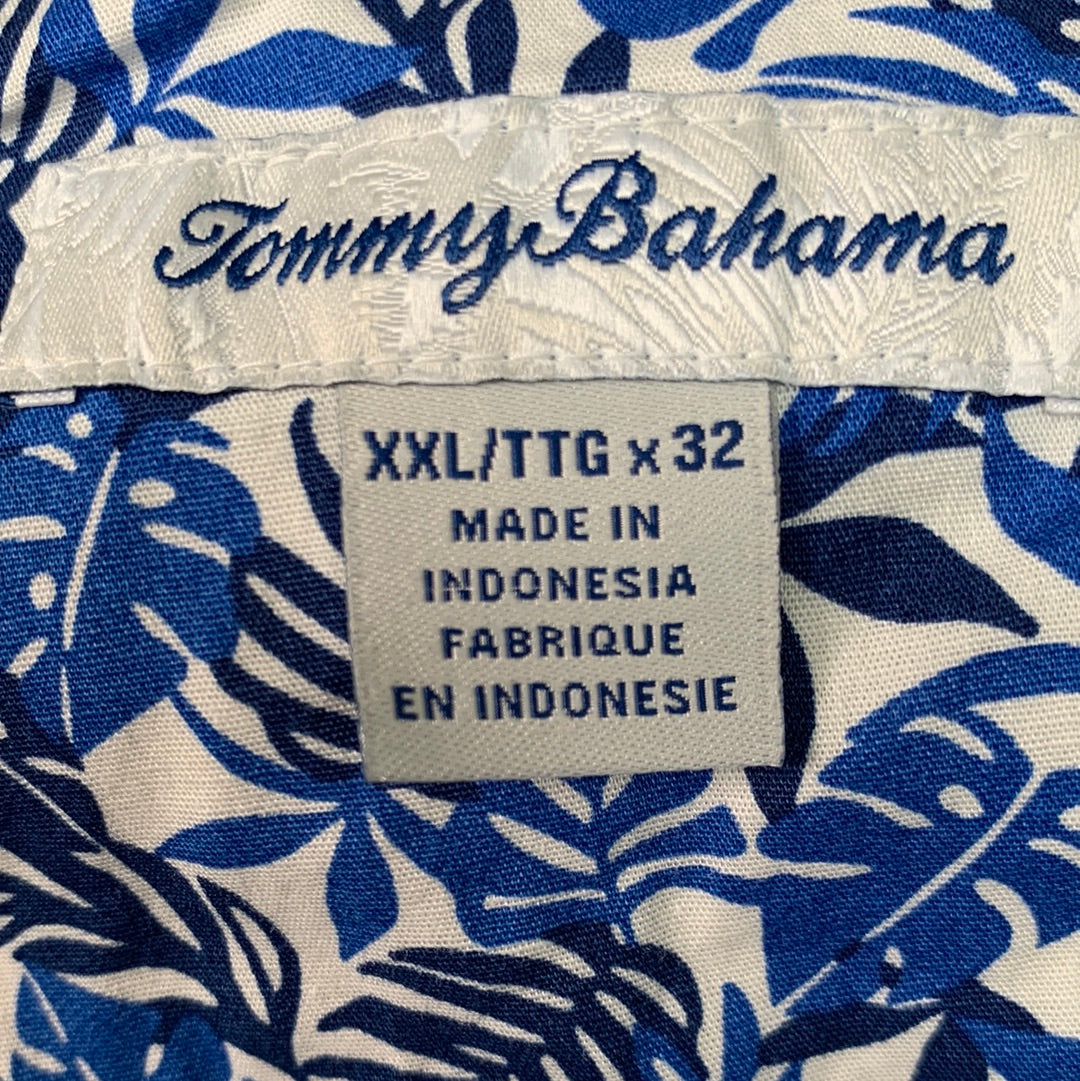 Tommy Bahama
XXL/TTG x 32
MADE IN
INDONESIA
FABRIQUE
EN INDONESIE